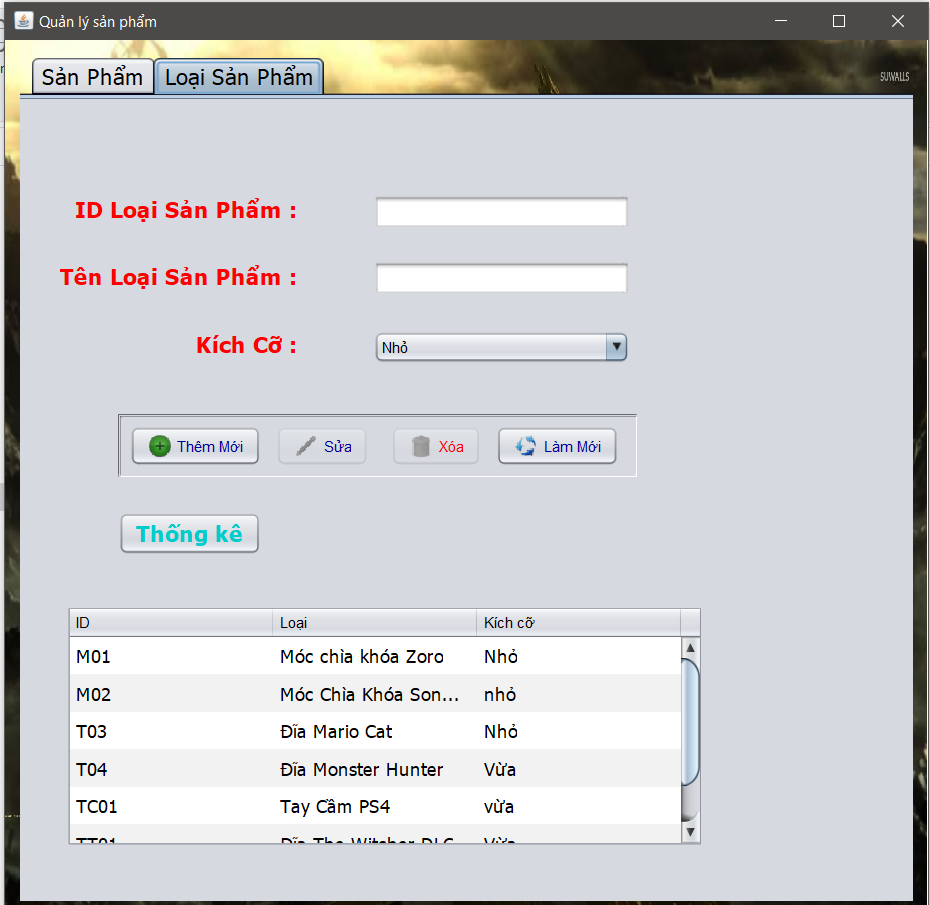 Quản lý sản phẩm
Sản Phẩm Loại Sản Phẩm
SUWALLS
ID Loại Sản Phẩm :
Tên Loại Sản Phẩm :
Kích Cỡ : Nhỏ
Thêm Mới Sửa Xóa Làm Mới
Thống kê
ID Loại Kích cỡ
M01 Móc chìa khóa Zoro Nhỏ
M02 Móc Chìa Khóa Son... nhỏ
T03 Đĩa Mario Cat Nhỏ
T04 Đĩa Monster Hunter Vừa
TC01 Tay Cầm PS4 vừa
TT01 Đĩa The Witcher DLC Vừa